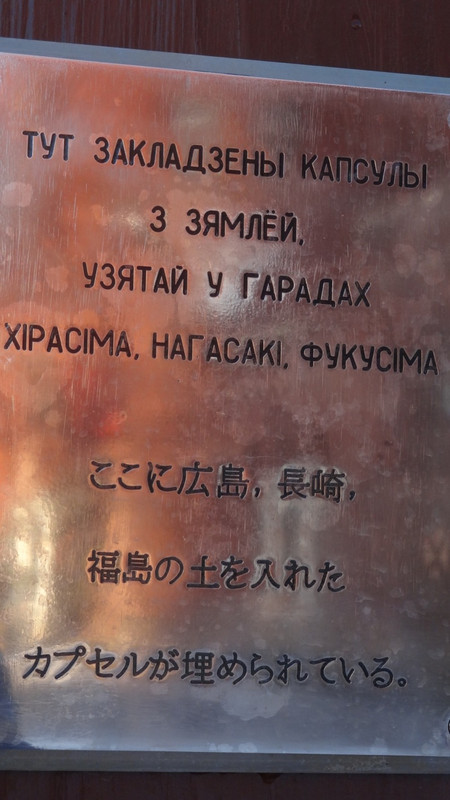 ТУТ ЗАКЛАДЗЕНЫ КАПСУЛЫ
З ЗЯМЛЁЙ,
УЗЯТАЙ У ГАРАДАХ
ХІРАСІМА, НАГАСАКІ, ФУКУСІМА
ここに広島，長崎，
福島の土を入れた
カプセルが埋められている。